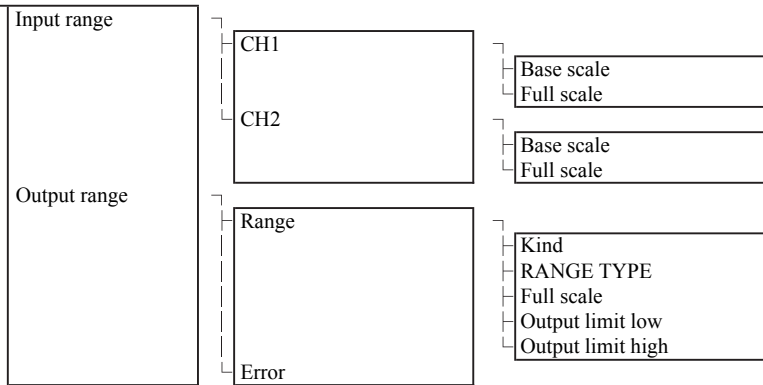 Input range
CH1
Base scale
Full scale
CH2
Base scale
Full scale
Output range
Range
Kind
RANGE TYPE
Full scale
Output limit low
Output limit high
Error